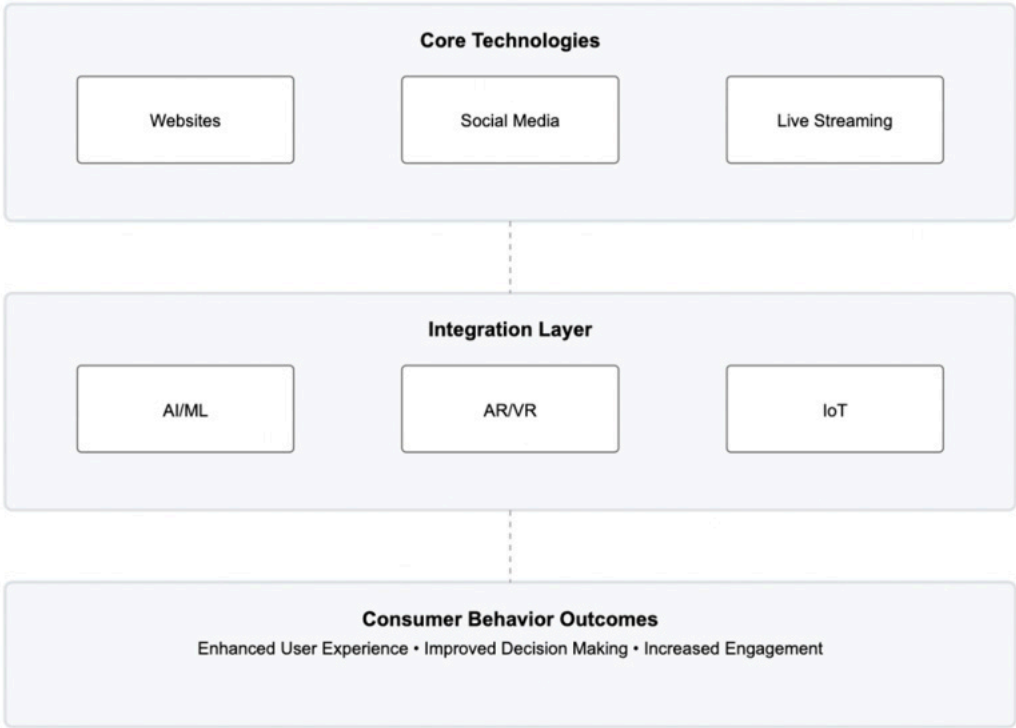 Core Technologies
Websites
Social Media
Live Streaming
Integration Layer
AI/ML
AR/VR
IoT
Consumer Behavior Outcomes
Enhanced User Experience • Improved Decision Making • Increased Engagement